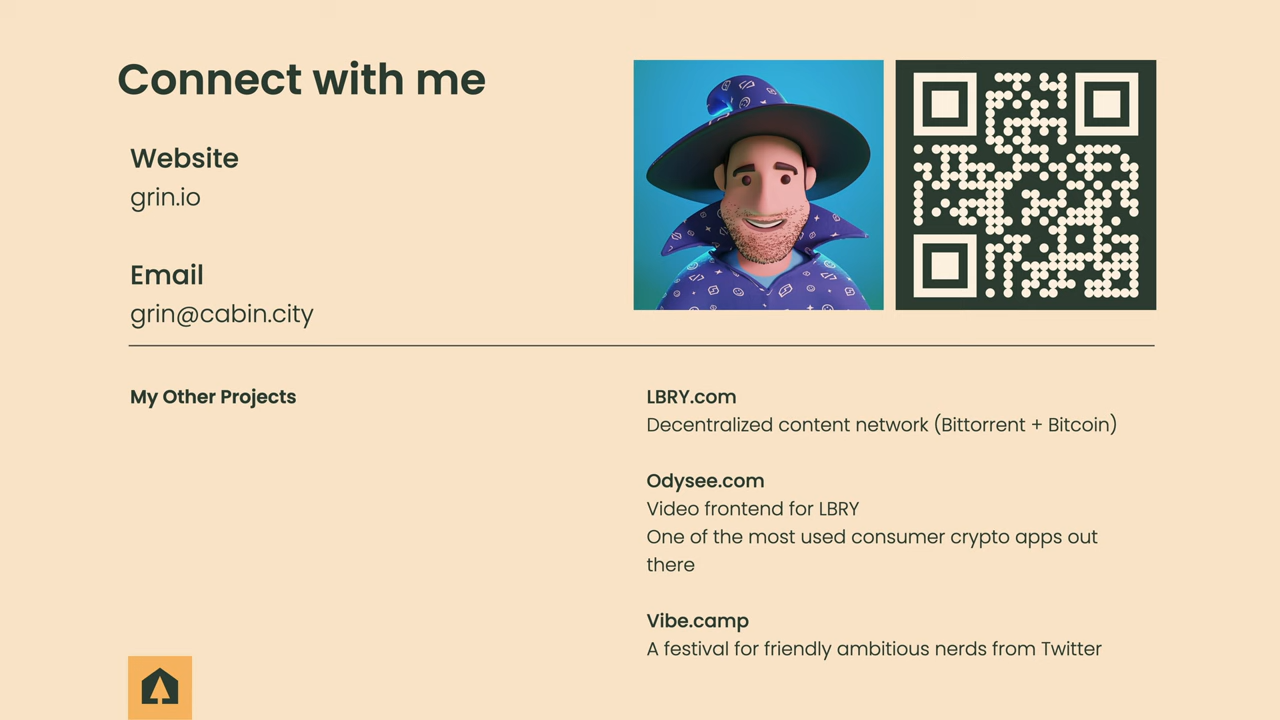 Connect with me
Website
grin.io
Email
grin@cabin.city
My Other Projects
LBRY.com
Decentralized content network (Bittorrent + Bitcoin)
Odysee.com
Video frontend for LBRY
One of the most used consumer crypto apps out
there
Vibe.camp
A festival for friendly ambitious nerds from Twitter